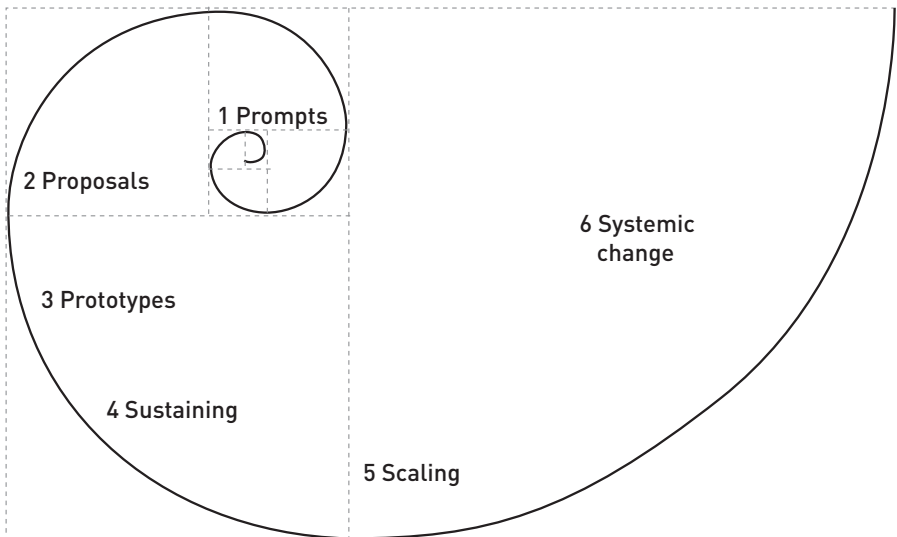 1 Prompts
2 Proposals
3 Prototypes
4 Sustaining
5 Scaling
6 Systemic
change